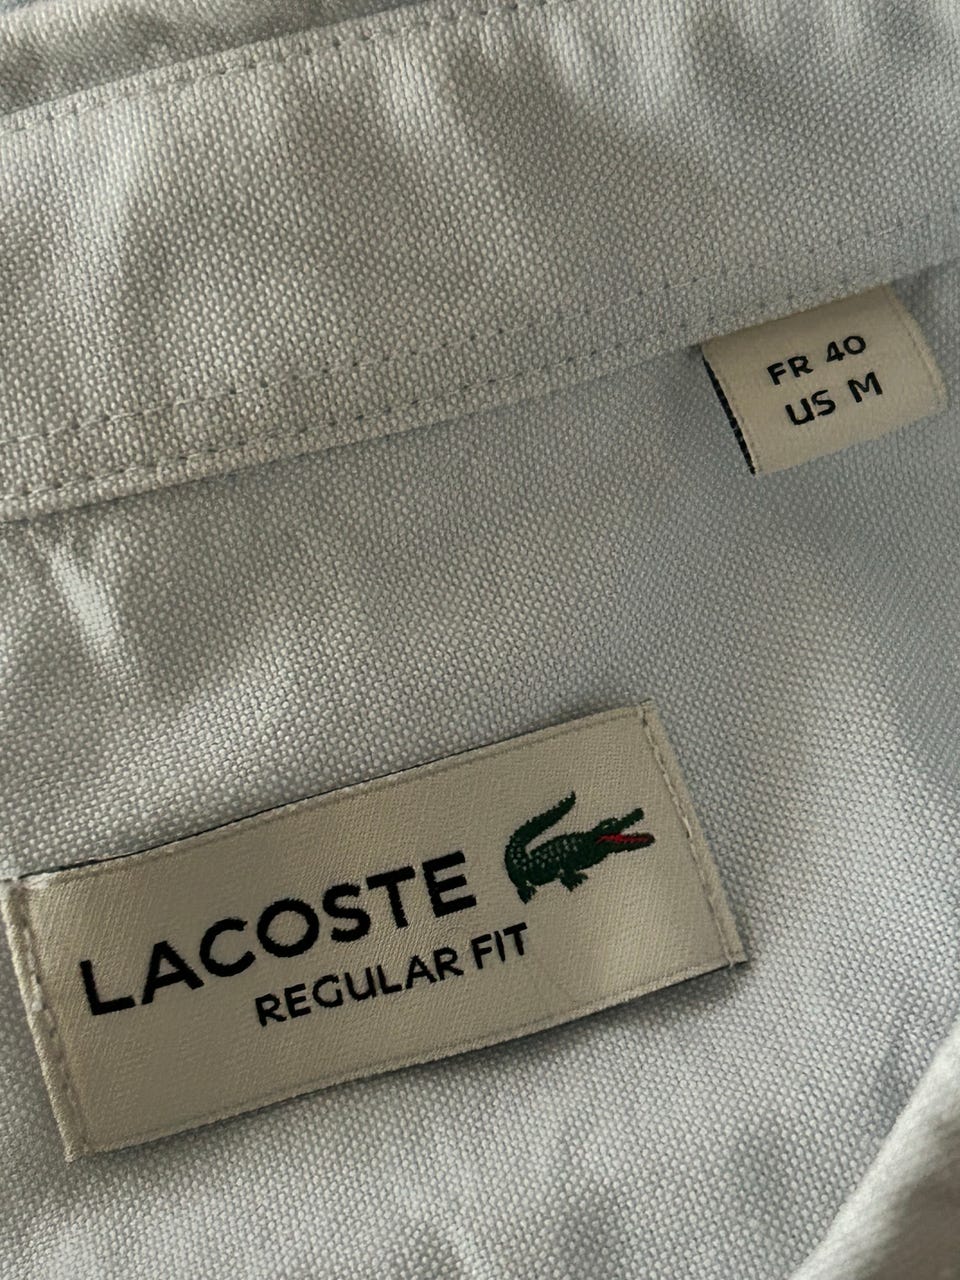 FR 40
US M
LACOSTE
REGULAR FIT